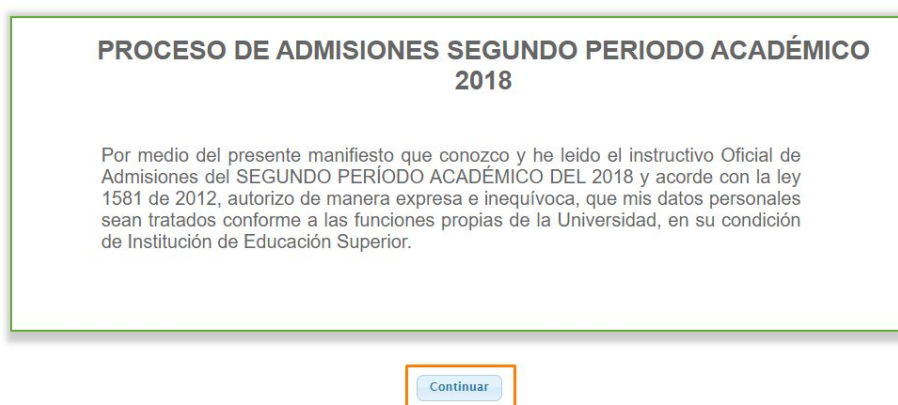 PROCESO DE ADMISIONES SEGUNDO PERIODO ACADÉMICO
2018
Por medio del presente manifiesto que conozco y he leido el instructivo Oficial de
Admisiones del SEGUNDO PERÍODO ACADÉMICO DEL 2018 y acorde con la ley
1581 de 2012, autorizo de manera expresa e inequívoca, que mis datos personales
sean tratados conforme a las funciones propias de la Universidad, en su condición
de Institución de Educación Superior.
Continuar